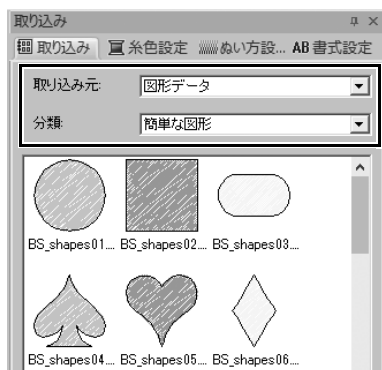 取り込み
取り込み 糸色設定 ぬい方設... AB 書式設定
取り込み元: 図形データ
分類: 簡単な図形
BS_shapes01... BS_shapes02... BS_shapes03...
BS_shapes04... BS_shapes05... BS_shapes06...